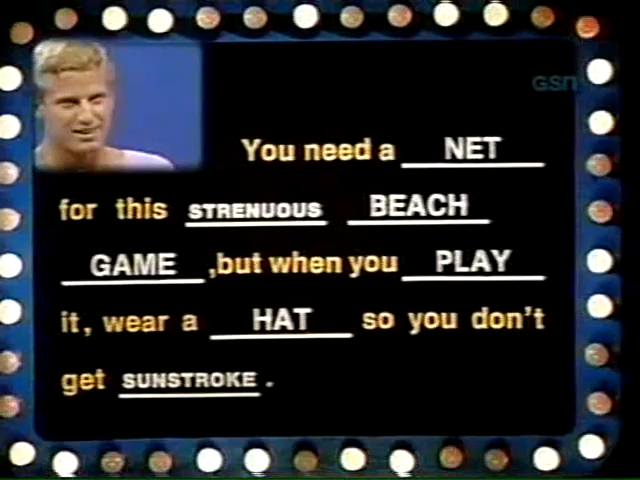 GSN
You need a NET
for this STRENUOUS BEACH
GAME ,but when you PLAY
it, wear a HAT so you don't
get SUNSTROKE .